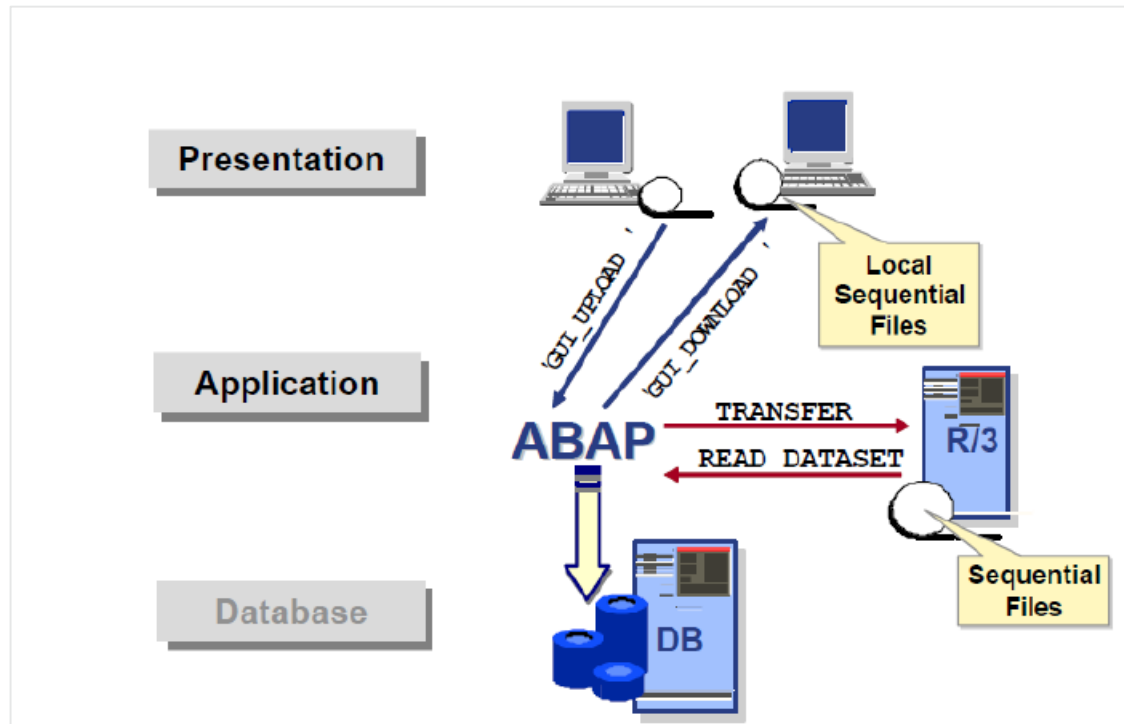 Presentation
Local
Sequential
Files
'GUI_UPLOAD '
'GUI_DOWNLOAD '
Application
ABAP
TRANSFER
READ DATASET
R/3
Sequential
Files
Database
DB